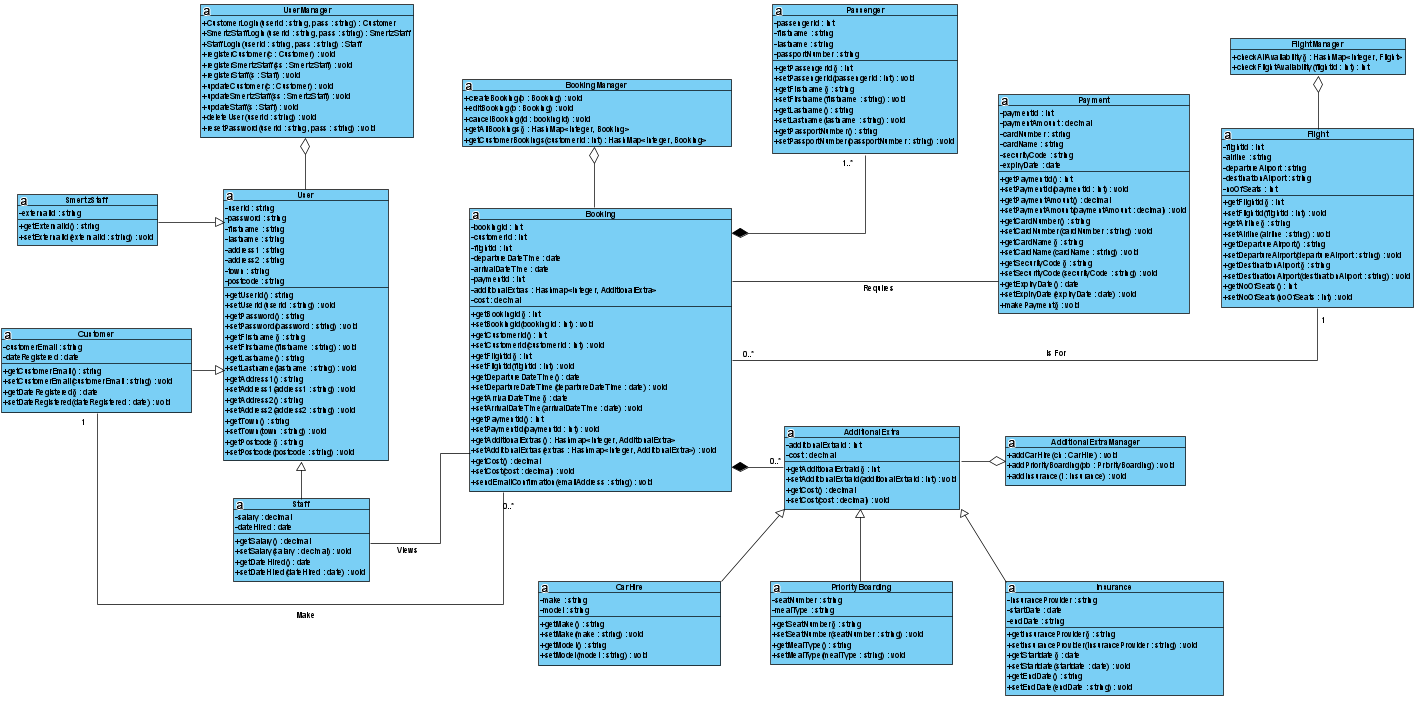 UserManager
+CustomerLogin(userid : string, pass : string) : Customer
+SmertzStaffLogin(userid : string, pass : string) : SmertzStaff
+StaffLogin(userid : string, pass : string) : Staff
+registerCustomer(c : Customer) : void
+registerSmertzStaff(ss : SmertzStaff) : void
+registerStaff(s : Staff) : void
+updateCustomer(c : Customer) : void
+updateSmertzStaff(ss : SmertzStaff) : void
+updateStaff(s : Staff) : void
+deleteUser(userid : string) : void
+resetPassword(userid : string, pass : string) : void
BookingManager
+createBooking(b : Booking) : void
+editBooking(b : Booking) : void
+cancelBooking(id : bookingId) : void
+getAllBookings() : HashMap<Integer, Booking>
+getCustomerBookings(customerId : int) : HashMap<Integer, Booking>
Passenger
-passengerId : int
-firstname : string
-lastname : string
-passportNumber : string
+getPassengerId() : int
+setPassengerId(passengerId : int) : void
+getFirstname() : string
+setFirstname(firstname : string) : void
+getLastname() : string
+setLastname(lastname : string) : void
+getPassportNumber() : string
+setPassportNumber(passportNumber : string) : void
1..*
FlightManager
+checkAllAvailability() : HashMap<Integer, Flight>
+checkFlightAvailability(flightId : int) : int
Payment
-paymentId : int
-paymentAmount : decimal
-cardNumber : string
-cardName : string
-securityCode : string
-expiryDate : date
+getPaymentId() : int
+setPaymentId(paymentId : int) : void
+getPaymentAmount() : decimal
+setPaymentAmount(paymentAmount : decimal) : void
+getCardNumber() : string
+setCardNumber(cardNumber : string) : void
+getCardName() : string
+setCardName(cardName : string) : void
+getSecurityCode() : string
+setSecurityCode(securityCode : string) : void
+getExpiryDate() : date
+setExpiryDate(expiryDate : date) : void
+makePayment() : void
Flight
-flightId : int
-airline : string
-departureAirport : string
-destinationAirport : string
-noOfSeats : int
+getFlightId() : int
+setFlightId(flightId : int) : void
+getAirline() : string
+setAirline(airline : string) : void
+getDepartureAirport() : string
+setDepartureAirport(departureAirport : string) : void
+getDestinationAirport() : string
+setDestinationAirport(destinationAirport : string) : void
+getNoOfSeats() : int
+setNoOfSeats(noOfSeats : int) : void
1
SmertzStaff
-externalId : string
+getExternalId() : string
+setExternalId(externalId : string) : void
User
-userid : string
-password : string
-firstname : string
-lastname : string
-address1 : string
-address2 : string
-town : string
-postcode : string
+getUserid() : string
+setUserid(userid : string) : void
+getPassword() : string
+setPassword(password : string) : void
+getFirstname() : string
+setFirstname(firstname : string) : void
+getLastname() : string
+setLastname(lastname : string) : void
+getAddress1() : string
+setAddress1(address1 : string) : void
+getAddress2() : string
+setAddress2(address2 : string) : void
+getTown() : string
+setTown(town : string) : void
+getPostcode() : string
+setPostcode(postcode : string) : void
Booking
-bookingId : int
-customerId : int
-flightId : int
-departureDateTime : date
-arrivalDateTime : date
-paymentId : int
-additionalExtras : Hashmap<Integer, AdditionalExtra>
-cost : decimal
+getBookingId() : int
+setBookingId(bookingId : int) : void
+getCustomerId() : int
+setCustomerId(customerId : int) : void
+getFlightId() : int
+setFlightId(flightId : int) : void
+getDepartureDateTime() : date
+setDepartureDateTime(departureDateTime : date) : void
+getArrivalDateTime() : date
+setArrivalDateTime(arrivalDateTime : date) : void
+getPaymentId() : int
+setPaymentId(paymentId : int) : void
+getAdditionalExtras() : Hashmap<Integer, AdditionalExtra>
+setAdditionalExtras(extras : Hashmap<Integer, AdditionalExtra>) : void
+getCost() : decimal
+setCost(cost : decimal) : void
+sendEmailConfirmation(emailAddress : string) : void
Requires
0..*
Is For
Customer
-customerEmail : string
-dateRegistered : date
+getCustomerEmail() : string
+setCustomerEmail(customerEmail : string) : void
+getDateRegistered() : date
+setDateRegistered(dateRegistered : date) : void
1
0..*
AdditionalExtra
-additionalExtraId : int
-cost : decimal
+getAdditionalExtraId() : int
+setAdditionalExtraId(additionalExtraId : int) : void
+getCost() : decimal
+setCost(cost : decimal) : void
AdditionalExtraManager
+addCarHire(ch : CarHire) : void
+addPriorityBoarding(pb : PriorityBoarding) : void
+addInsurance(i : Insurance) : void
Staff
-salary : decimal
-dateHired : date
+getSalary() : decimal
+setSalary(salary : decimal) : void
+getDateHired() : date
+setDateHired(dateHired : date) : void
Views
0..*
Make
CarHire
-make : string
-model : string
+getMake() : string
+setMake(make : string) : void
+getModel() : string
+setModel(model : string) : void
PriorityBoarding
-seatNumber : string
-mealType : string
+getSeatNumber() : string
+setSeatNumber(seatNumber : string) : void
+getMealType() : string
+setMealType(mealType : string) : void
Insurance
-insuranceProvider : string
-startDate : date
-endDate : string
+getInsuranceProvider() : string
+setInsuranceProvider(insuranceProvider : string) : void
+getStartdate() : date
+setStartdate(startdate : date) : void
+getEndDate() : string
+setEndDate(endDate : string) : void